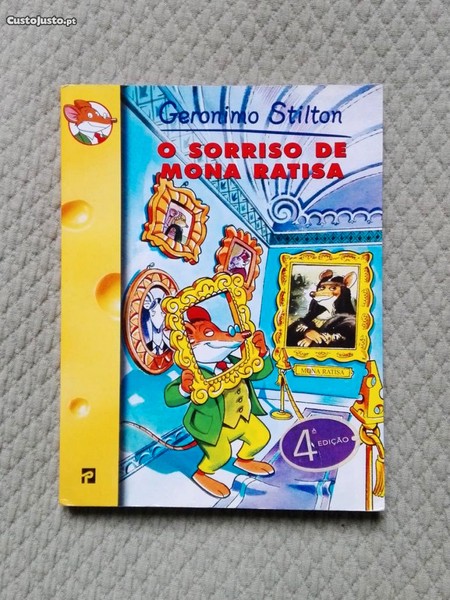 CustoJusto.pt
Geronimo Stilton
O SORRISO DE
MONA RATISA
MONA RATISA
4ª
EDIÇÃO
P